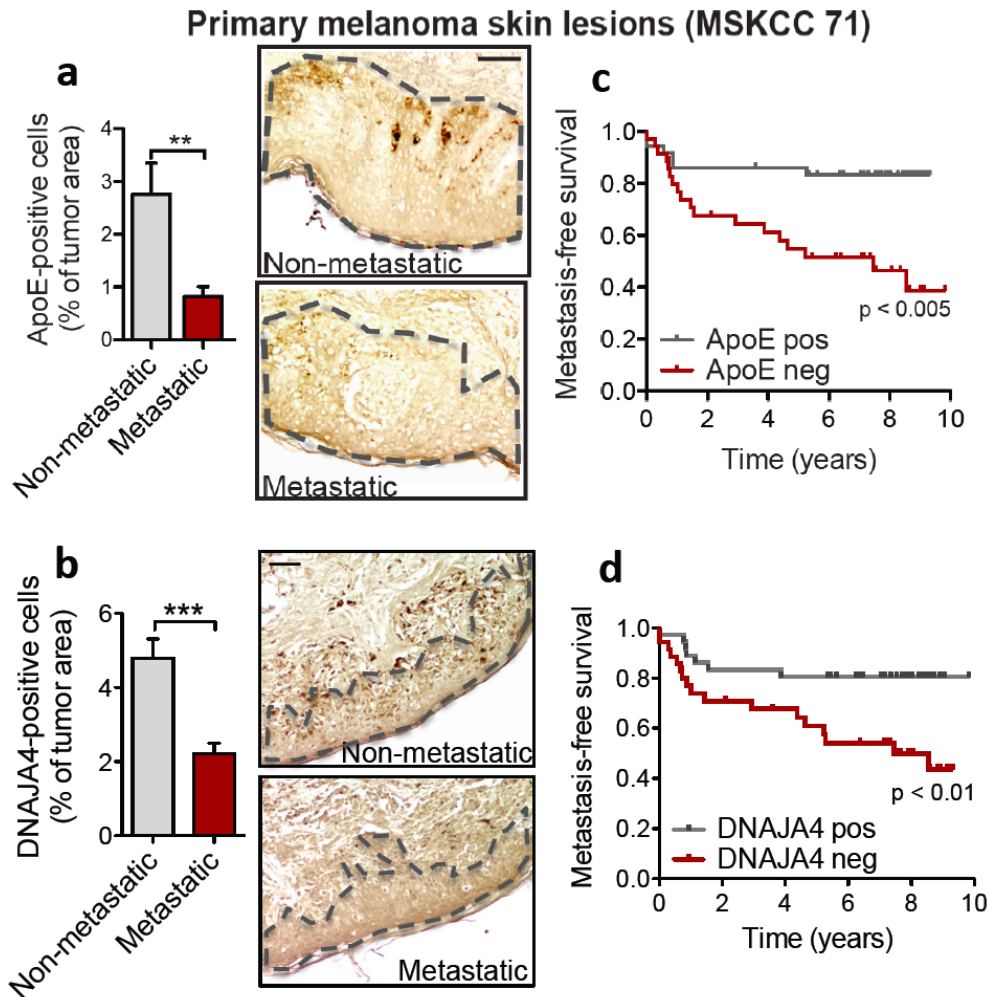 Primary melanoma skin lesions (MSKCC 71)
a
ApoE-positive cells
(% of tumor area)
4
3
2
1
0
**
Non-metastatic
Metastatic
Non-metastatic
Metastatic
c
Metastasis-free survival
1.0
0.8
0.6
0.4
0.2
0.0
p < 0.005
ApoE pos
ApoE neg
0 2 4 6 8 10
Time (years)
b
DNAJA4-positive cells
(% of tumor area)
6
4
2
0
***
Non-metastatic
Metastatic
Non-metastatic
Metastatic
d
Metastasis-free survival
1.0
0.8
0.6
0.4
0.2
0.0
p < 0.01
DNAJA4 pos
DNAJA4 neg
0 2 4 6 8 10
Time (years)